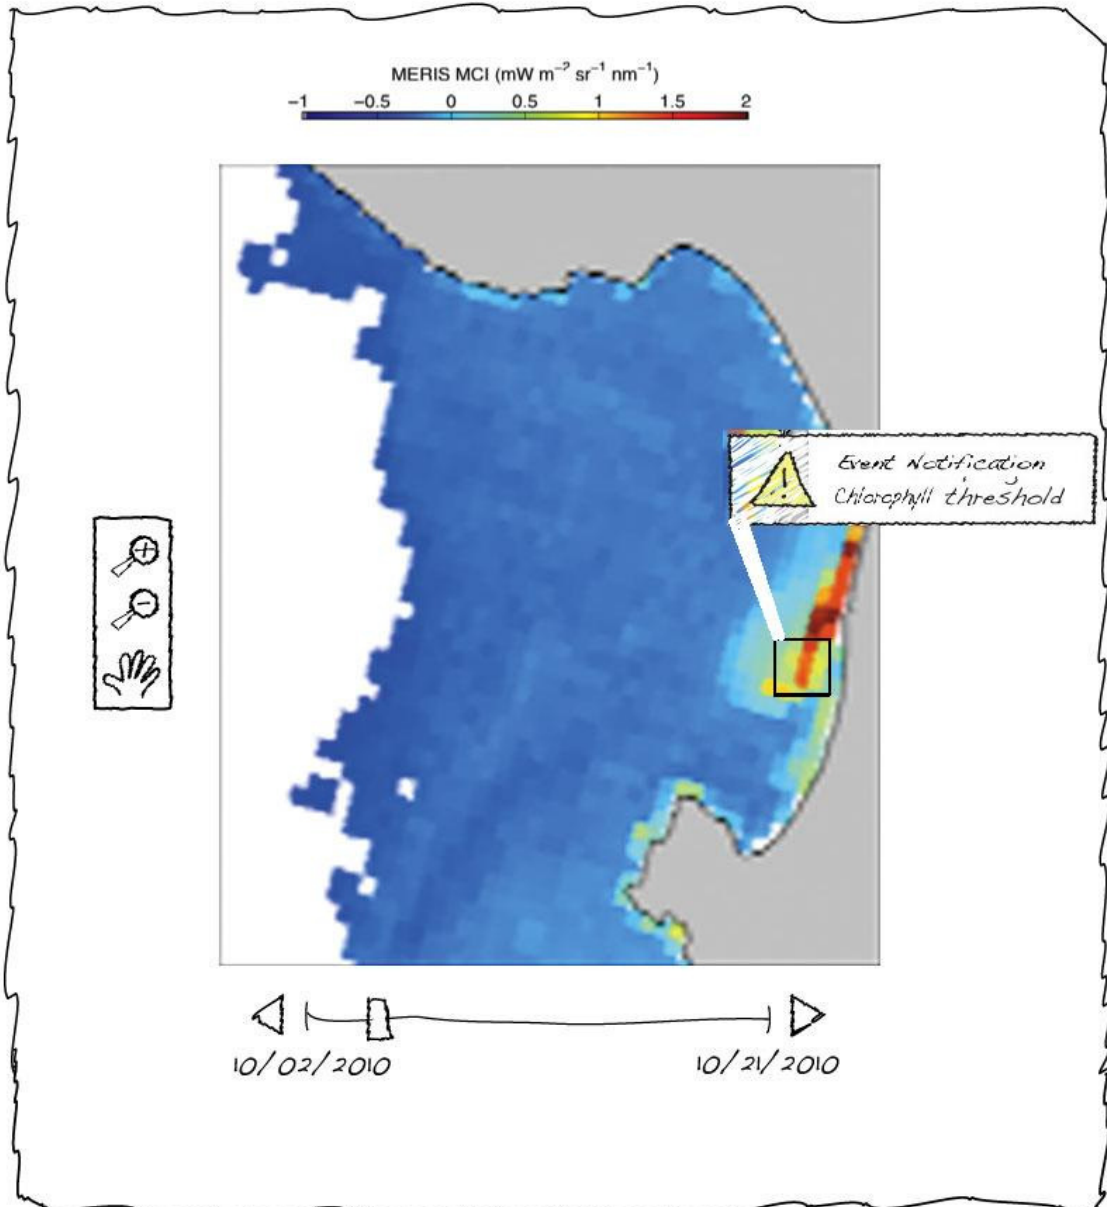 MERIS MCI (mW m⁻² sr⁻¹ nm⁻¹)
−1 −0.5 0 0.5 1 1.5 2
!
Event Notification
Chlorophyll threshold
10/02/2010 10/21/2010